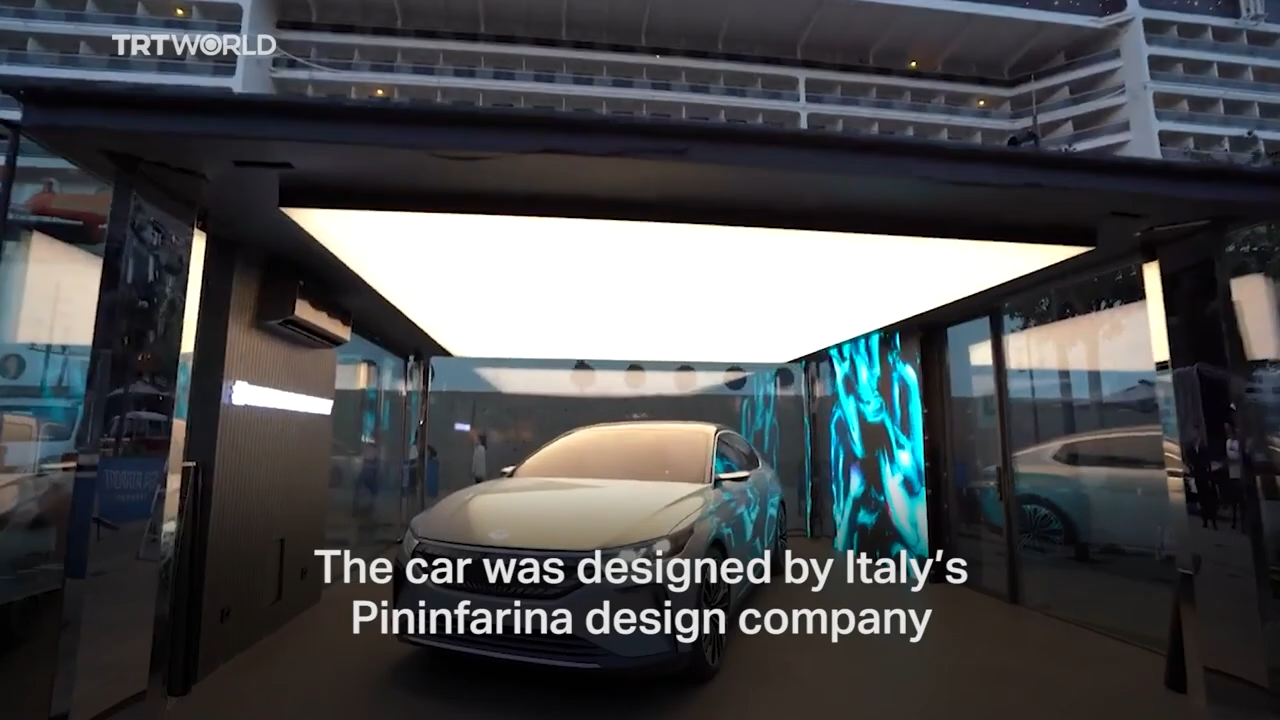 TRTWORLD
The car was designed by Italy's
Pininfarina design company